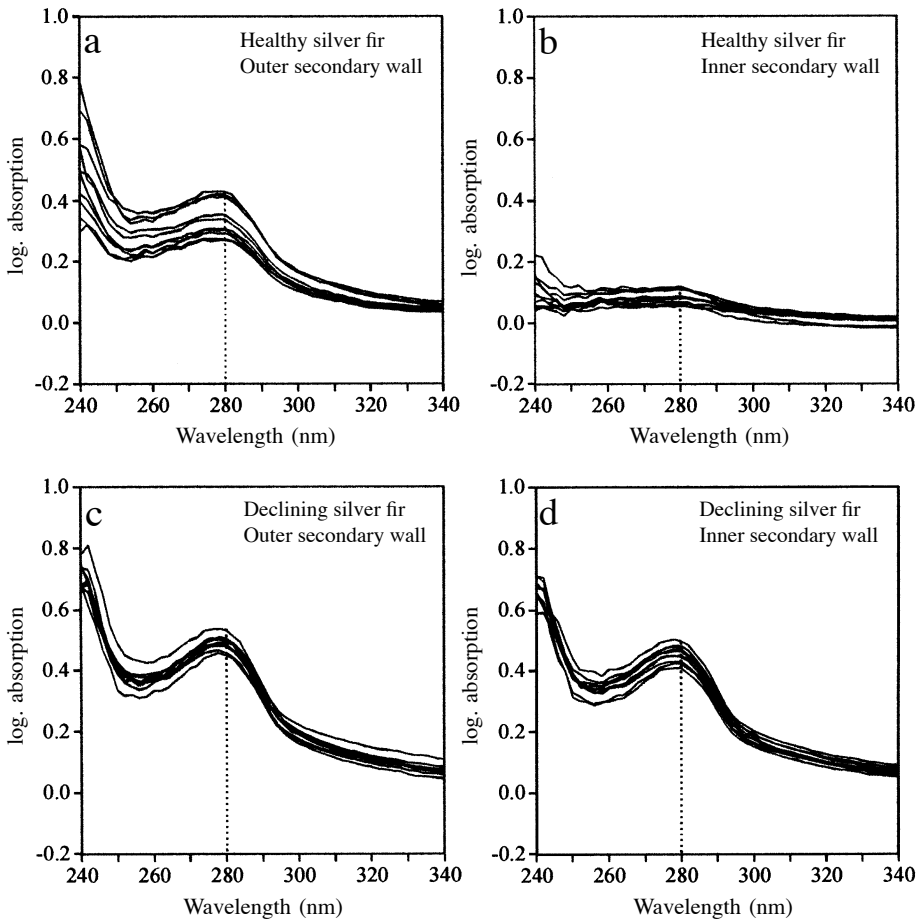 a
Healthy silver fir
Outer secondary wall
log. absorption
1.0
0.8
0.6
0.4
0.2
0.0
-0.2
240 260 280 300 320 340
Wavelength (nm)
b
Healthy silver fir
Inner secondary wall
log. absorption
1.0
0.8
0.6
0.4
0.2
0.0
-0.2
240 260 280 300 320 340
Wavelength (nm)
c
Declining silver fir
Outer secondary wall
log. absorption
1.0
0.8
0.6
0.4
0.2
0.0
-0.2
240 260 280 300 320 340
Wavelength (nm)
d
Declining silver fir
Inner secondary wall
log. absorption
1.0
0.8
0.6
0.4
0.2
0.0
-0.2
240 260 280 300 320 340
Wavelength (nm)